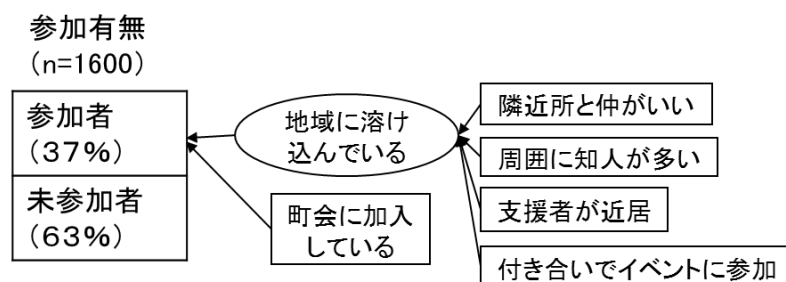 参加有無
(n=1600)
参加者
(37%)
未参加者
(63%)
地域に溶け
込んでいる
町会に加入
している
隣近所と仲がいい
周囲に知人が多い
支援者が近居
付き合いでイベントに参加